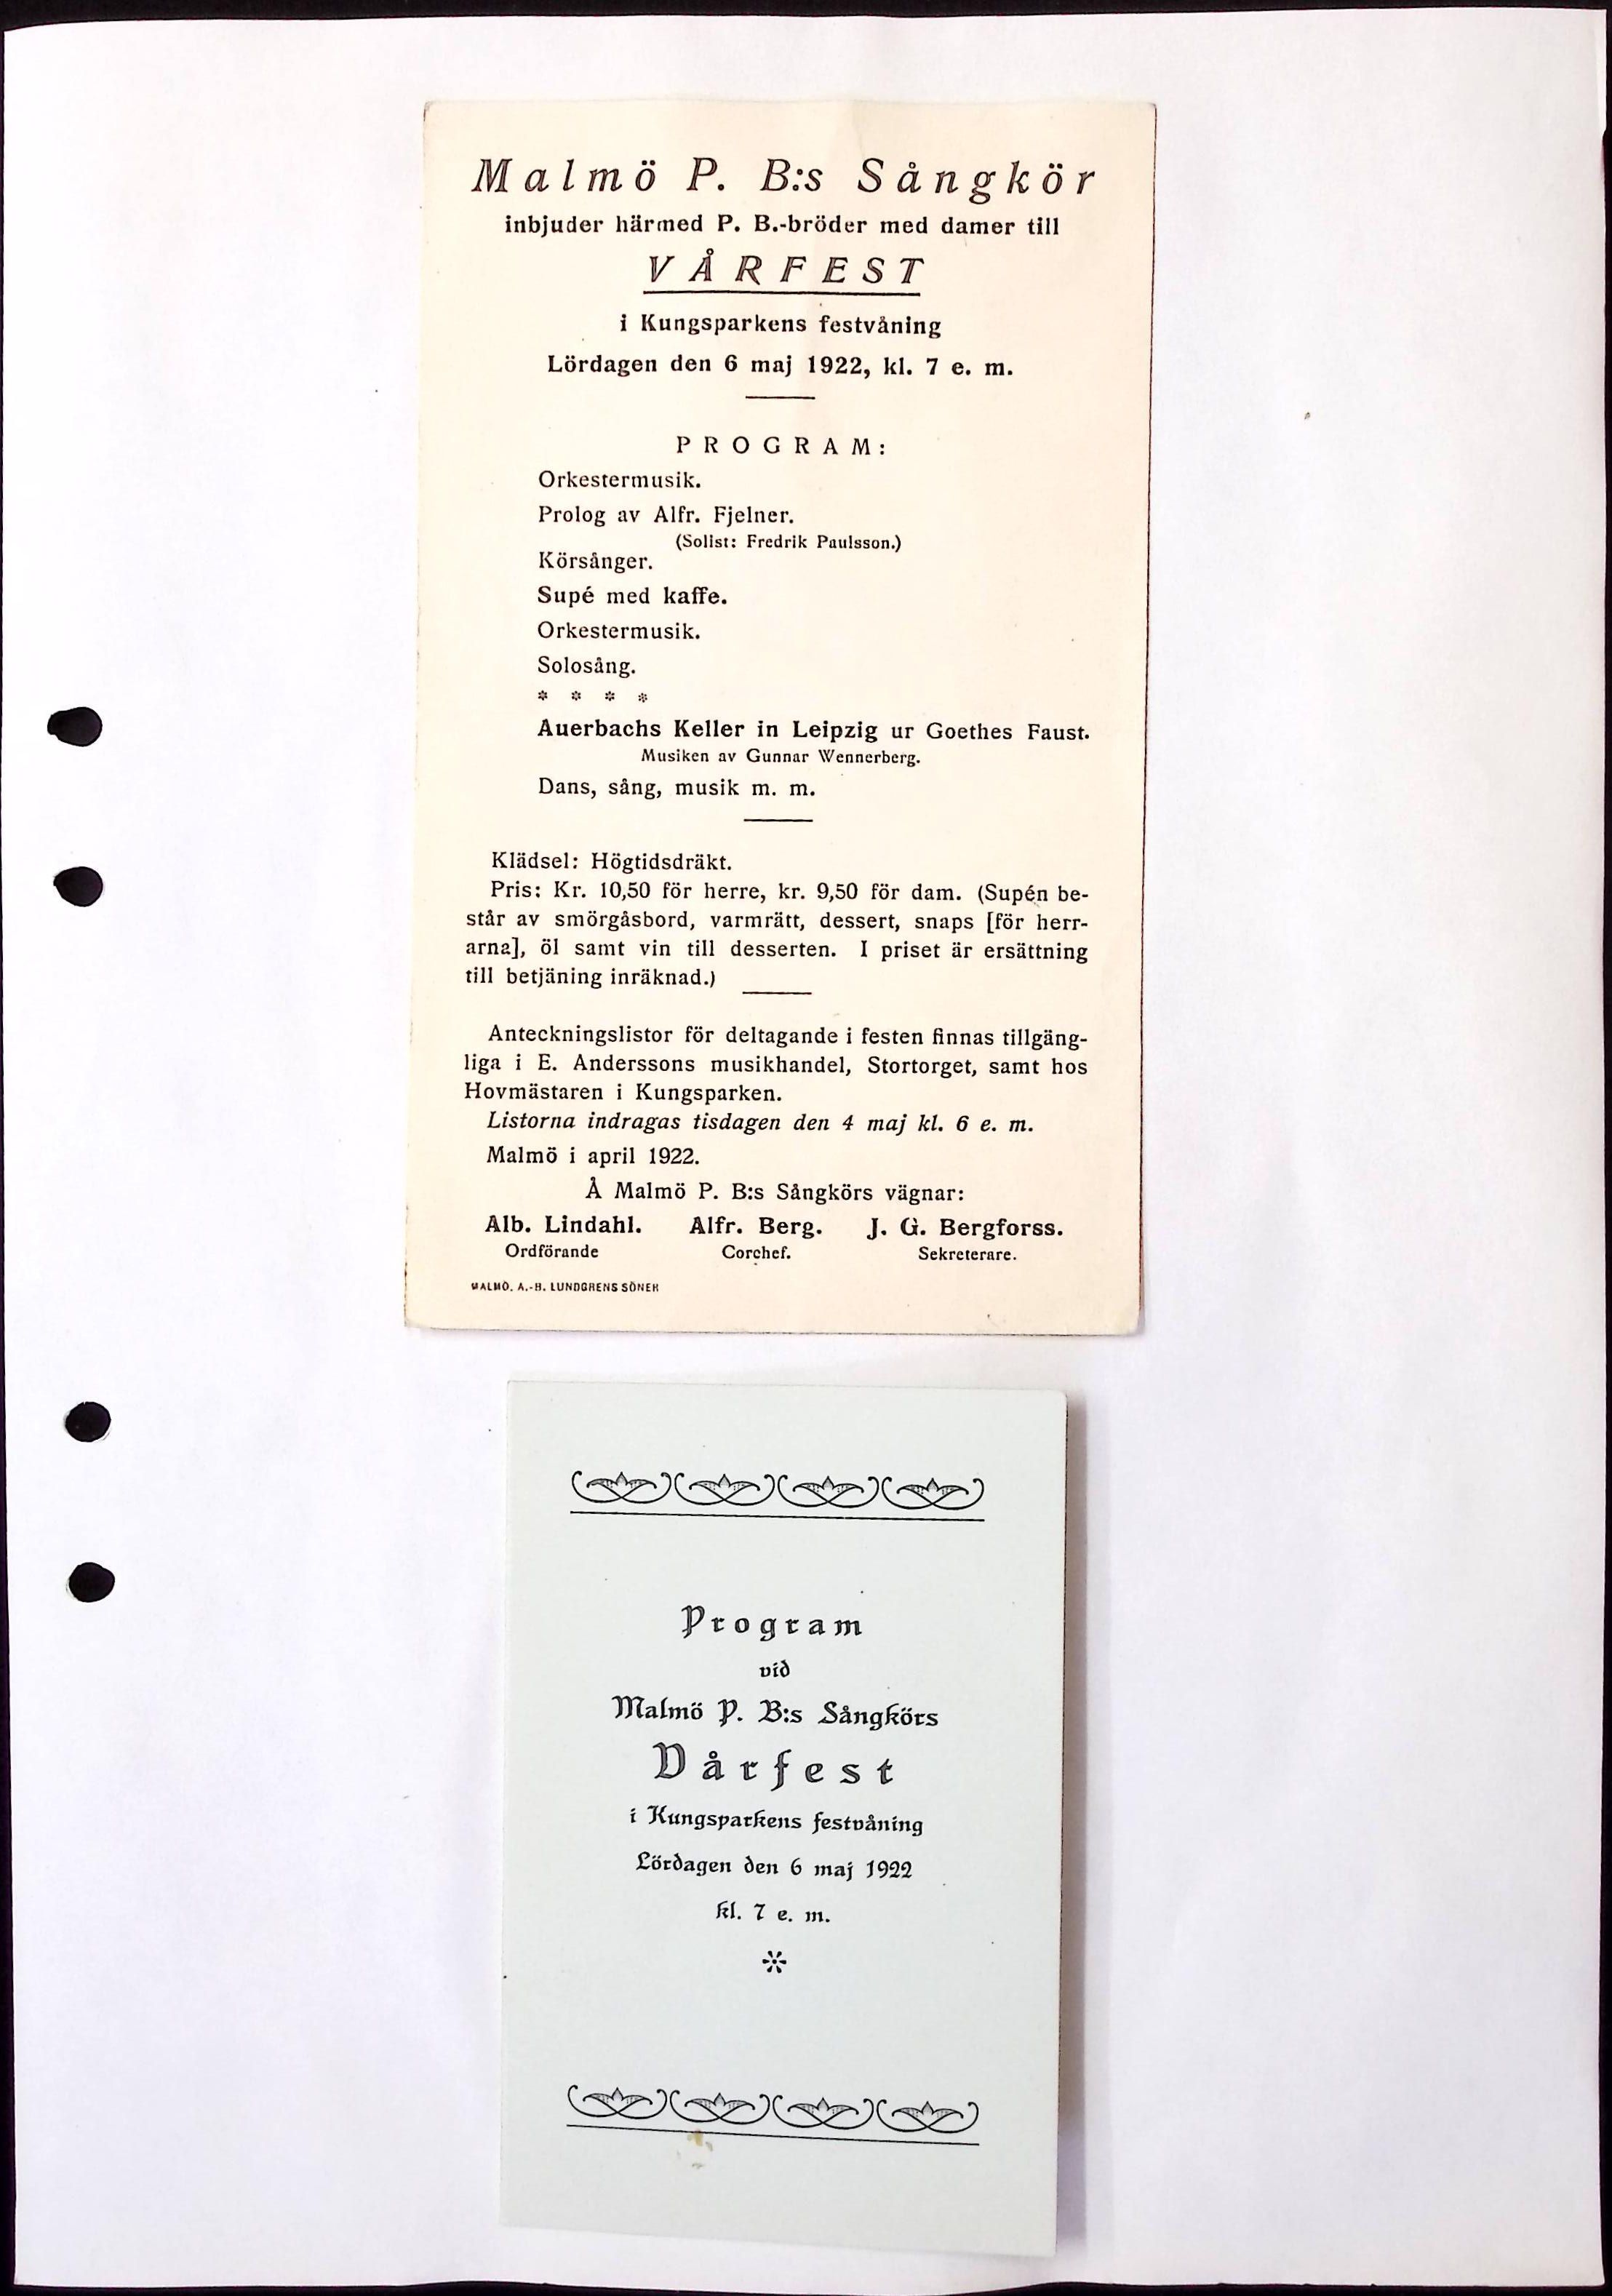 Malmö P. B:s Sångkör
inbjuder härmed P. B.-bröder med damer till
VÅRFEST
i Kungsparkens festvåning
Lördagen den 6 maj 1922, kl. 7 e. m.
PROGRAM:
Orkestermusik.
Prolog av Alfr. Fjelner.
(Solist: Fredrik Paulsson.)
Körsånger.
Supé med kaffe.
Orkestermusik.
Solosång.
* * * *
Auerbachs Keller in Leipzig ur Goethes Faust.
Musiken av Gunnar Wennerberg.
Dans, sång, musik m. m.
Klädsel: Högtidsdräkt.
Pris: Kr. 10,50 för herre, kr. 9,50 för dam. (Supén be-
står av smörgåsbord, varmrätt, dessert, snaps [för herr-
arna], öl samt vin till desserten. I priset är ersättning
till betjäning inräknad.)
Anteckningslistor för deltagande i festen finnas tillgäng-
liga i E. Anderssons musikhandel, Stortorget, samt hos
Hovmästaren i Kungsparken.
Listorna indragas tisdagen den 4 maj kl. 6 e. m.
Malmö i april 1922.
Å Malmö P. B:s Sångkörs vägnar:
Alb. Lindahl. Alfr. Berg. J. G. Bergforss.
Ordförande Corchef. Sekreterare.
MALMÖ. A.-B. LUNDGRENS SÖNER
Program
vid
Malmö P. B:s Sångkörs
Vårfest
i Kungsparkens festvåning
Lördagen den 6 maj 1922
kl. 7 e. m.